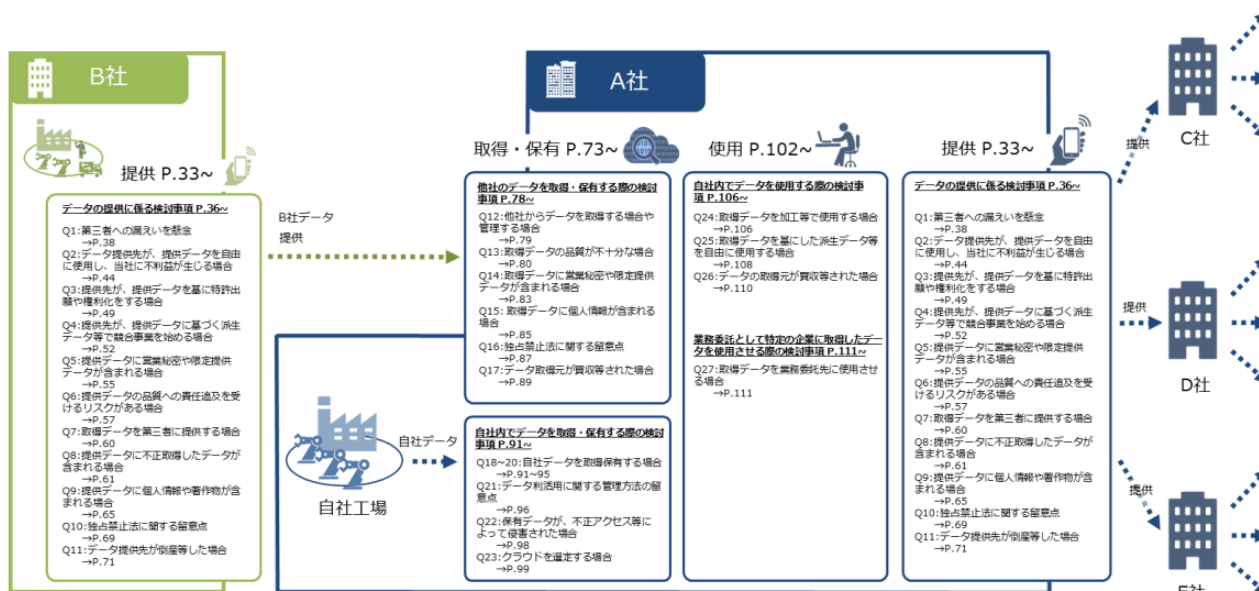 B社
提供 P.33~
データの提供に係る検討事項 P.36~
Q1:第三者への漏えいを懸念
→P.38
Q2:データ提供先が、提供データを自由
に使用し、当社に不利益が生じる場合
→P.44
Q3:提供先が、提供データを基に特許出
願や権利化をする場合
→P.49
Q4:提供先が、提供データに基づく派生
データ等で競合事業を始める場合
→P.52
Q5:提供データに営業秘密や限定提供
データが含まれる場合
→P.55
Q6:提供データの品質への責任追及を受
けるリスクがある場合
→P.57
Q7:取得データを第三者に提供する場合
→P.60
Q8:提供データに不正取得したデータが
含まれる場合
→P.61
Q9:提供データに個人情報や著作物が含
まれる場合
→P.65
Q10:独占禁止法に関する留意点
→P.69
Q11:データ提供先が倒産等した場合
→P.71
B社データ
提供
A社
取得・保有 P.73~
他社のデータを取得・保有する際の検討
事項 P.78~
Q12:他社からデータを取得する場合や
管理する場合
→P.79
Q13:取得データの品質が不十分な場合
→P.80
Q14:取得データに営業秘密や限定提供
データが含まれる場合
→P.83
Q15: 取得データに個人情報が含まれる
場合
→P.85
Q16:独占禁止法に関する留意点
→P.87
Q17:データ取得元が買収等された場合
→P.89
自社工場
自社データ
自社内でデータを取得・保有する際の検討
事項 P.91~
Q18~20:自社データを取得保有する場合
→P.91~95
Q21:データ利活用に関する管理方法の留
意点
→P.96
Q22:保有データが、不正アクセス等に
よって侵害された場合
→P.98
Q23:クラウドを選定する場合
→P.99
使用 P.102~
自社内でデータを使用する際の検討事
項 P.106~
Q24:取得データを加工等で使用する場合
→P.106
Q25:取得データを基にした派生データ等
を自由に使用する場合
→P.108
Q26:データの取得元が買収等された場合
→P.110
業務委託として特定の企業に取得したデー
タを使用させる際の検討事項 P.111~
Q27:取得データを業務委託先に使用させ
る場合
→P.111
提供 P.33~
データの提供に係る検討事項 P.36~
Q1:第三者への漏えいを懸念
→P.38
Q2:データ提供先が、提供データを自由
に使用し、当社に不利益が生じる場合
→P.44
Q3:提供先が、提供データを基に特許出
願や権利化をする場合
→P.49
Q4:提供先が、提供データに基づく派生
データ等で競合事業を始める場合
→P.52
Q5:提供データに営業秘密や限定提供
データが含まれる場合
→P.55
Q6:提供データの品質への責任追及を受
けるリスクがある場合
→P.57
Q7:取得データを第三者に提供する場合
→P.60
Q8:提供データに不正取得したデータが
含まれる場合
→P.61
Q9:提供データに個人情報や著作物が含
まれる場合
→P.65
Q10:独占禁止法に関する留意点
→P.69
Q11:データ提供先が倒産等した場合
→P.71
提供
C社
提供
D社
提供
E社